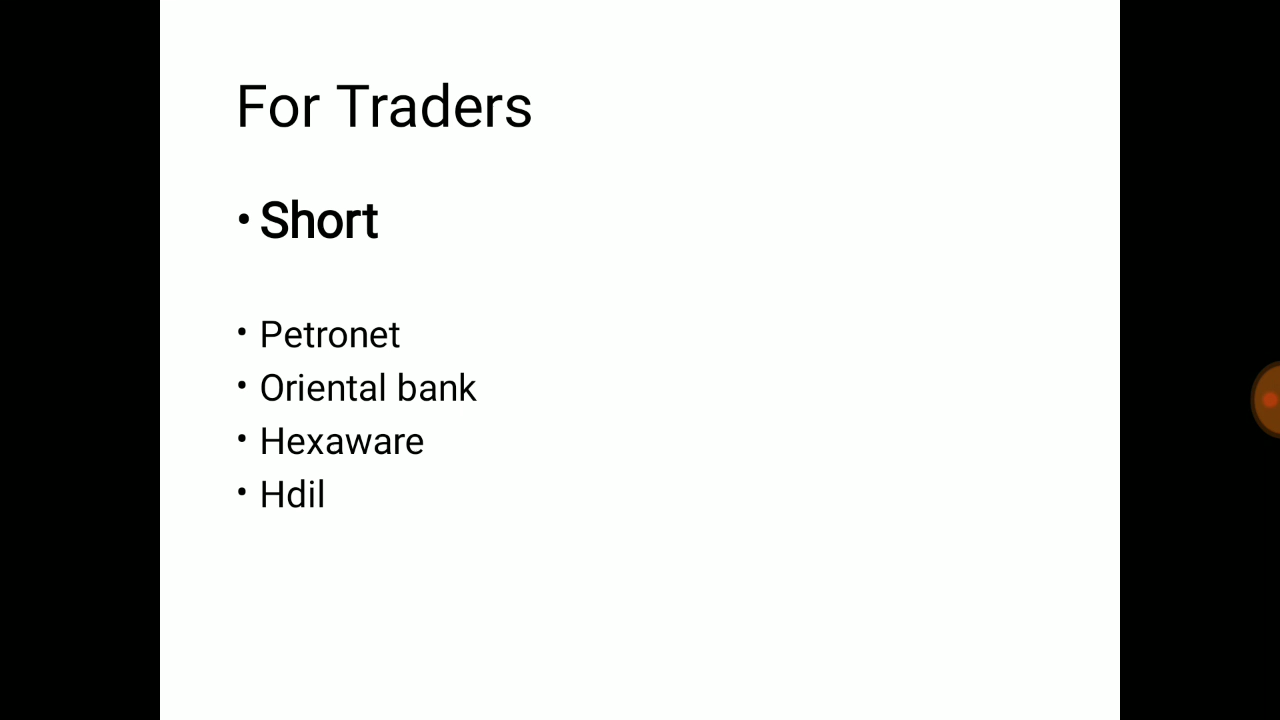 For Traders
• Short
• Petronet
• Oriental bank
• Hexaware
• Hdil